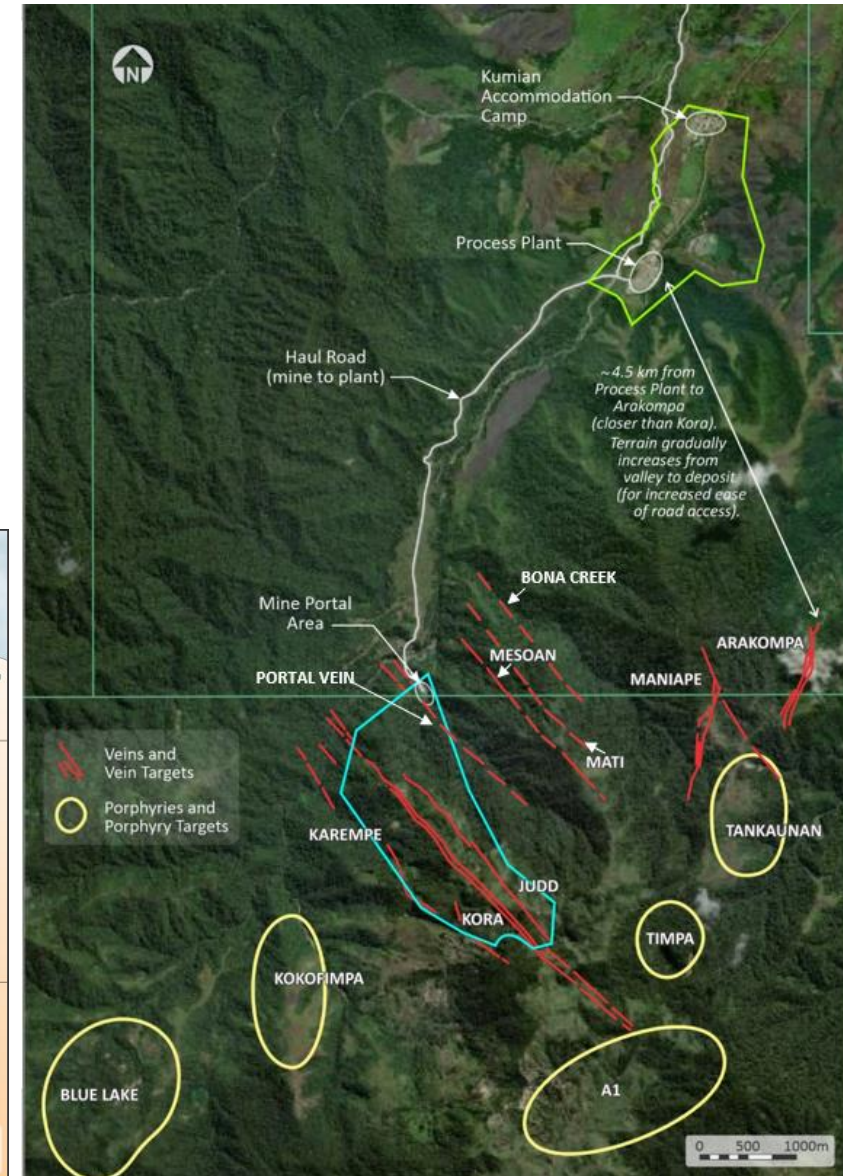 N
Kumian
Accommodation
Camp
Process Plant
Haul Road
(mine to plant)
~4.5 km from
Process Plant to
Arakompa
(closer than Kora).
Terrain gradually
increases from
valley to deposit
(for increased ease
of road access).
BONA CREEK
Mine Portal
Area
MESOAN
ARAKOMPA
PORTAL VEIN
MANIAPE
MATI
Veins and
Vein Targets
Porphyries and
Porphyry Targets
KAREMPE
TANKAUNAN
JUDD
KORA
TIMPA
KOKOFIMPA
BLUE LAKE
A1
0 500 1000m